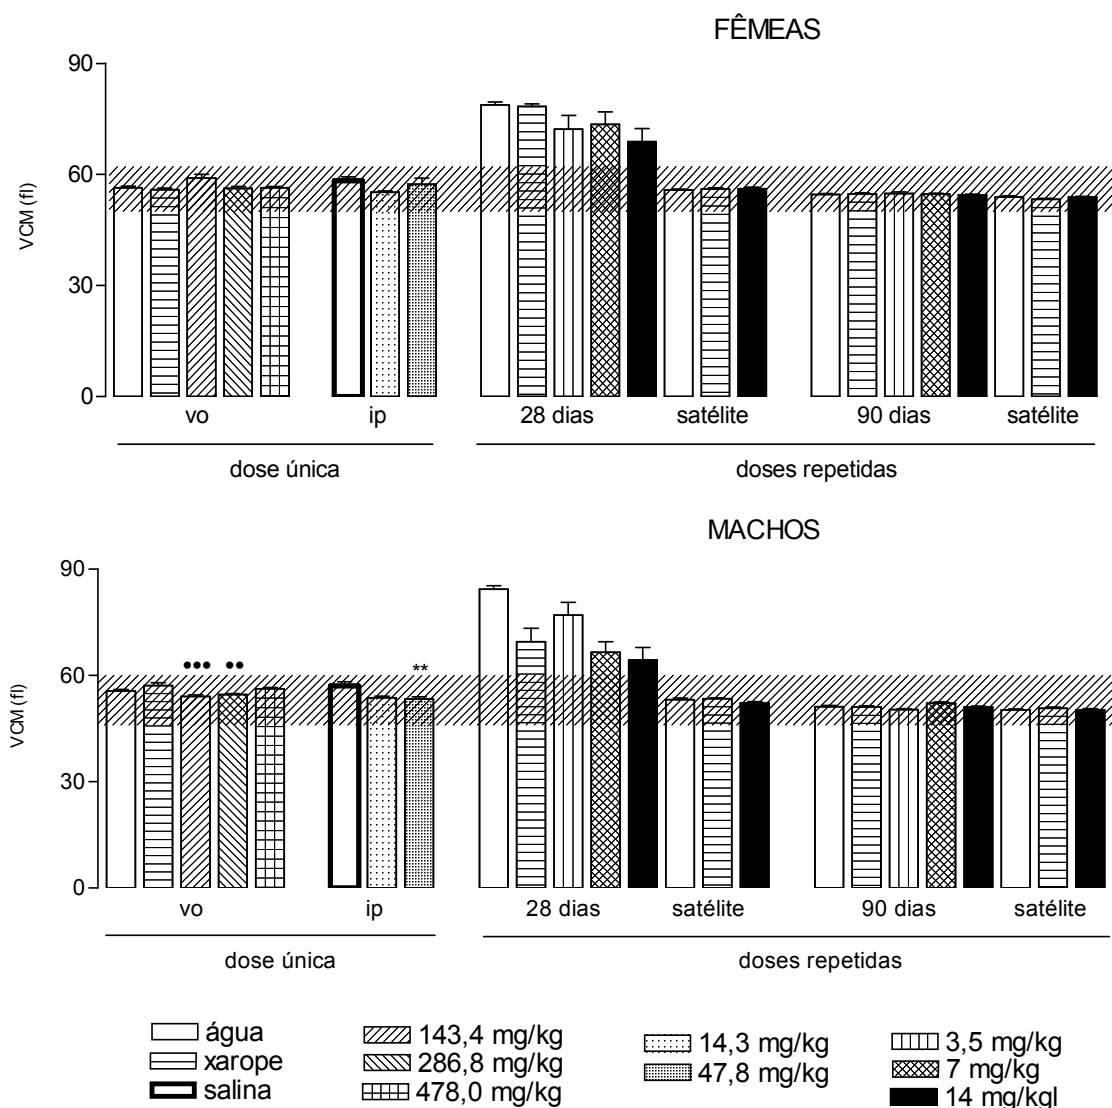 FÊMEAS
90
60
30
0
VCM (fl)
vo ip 28 dias satélite 90 dias satélite
dose única doses repetidas
MACHOS
90
60
30
0
VCM (fl)
••• •• **
vo ip 28 dias satélite 90 dias satélite
dose única doses repetidas
água 143,4 mg/kg 14,3 mg/kg 3,5 mg/kg
xarope 286,8 mg/kg 47,8 mg/kg 7 mg/kg
salina 478,0 mg/kg 14 mg/kgl